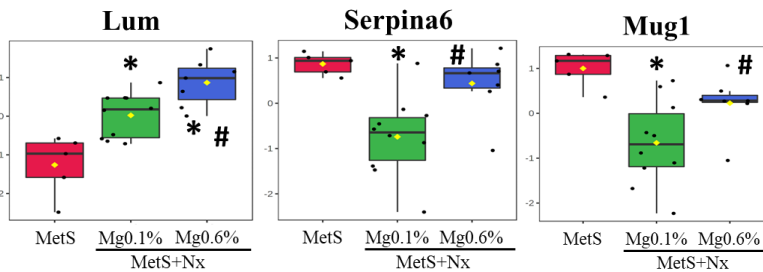 Lum
Serpina6
Mug1
*
* #
*
#
*
#
1
0
-1
-2
1
0
-1
-2
1
0
-1
-2
MetS
Mg0.1%
Mg0.6%
MetS+Nx
MetS
Mg0.1%
Mg0.6%
MetS+Nx
MetS
Mg0.1%
Mg0.6%
MetS+Nx